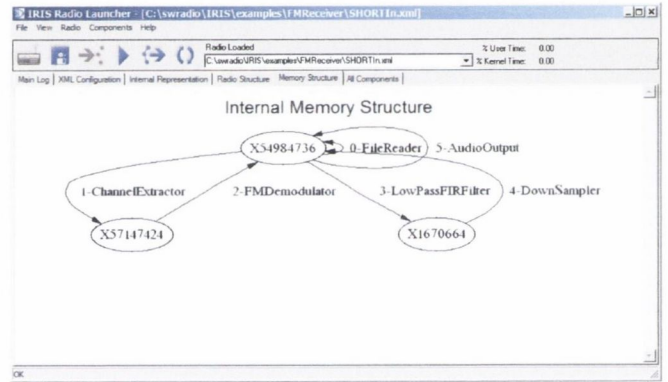 IRIS Radio Launcher - [C:\swradio\IRIS\examples\FMReceiver\SHORTIn.xml]
File View Radio Components Help
Radio Loaded
% User Time: 0.00
C:\swradio\IRIS\examples\FMReceiver\SHORTIn.xml
% Kernel Time: 0.00
Main Log XML Configuration Internal Representation Radio Structure Memory Structure All Components
Internal Memory Structure
X54984736 0-FileReader 5-AudioOutput
1-ChannelExtractor 2-FMDemodulator 3-LowPassFIRFilter 4-DownSampler
X57147424 X1670664
OK